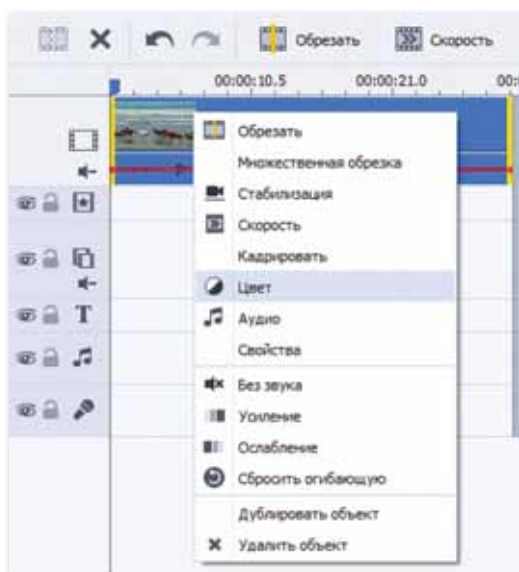 Обрезать
Скорость
00:00:10.5 00:00:21.0 00:
Обрезать
Множественная обрезка
Стабилизация
Скорость
Кадрировать
Цвет
Аудио
Свойства
Без звука
Усиление
Ослабление
Сбросить огибающую
Дублировать объект
Удалить объект
T